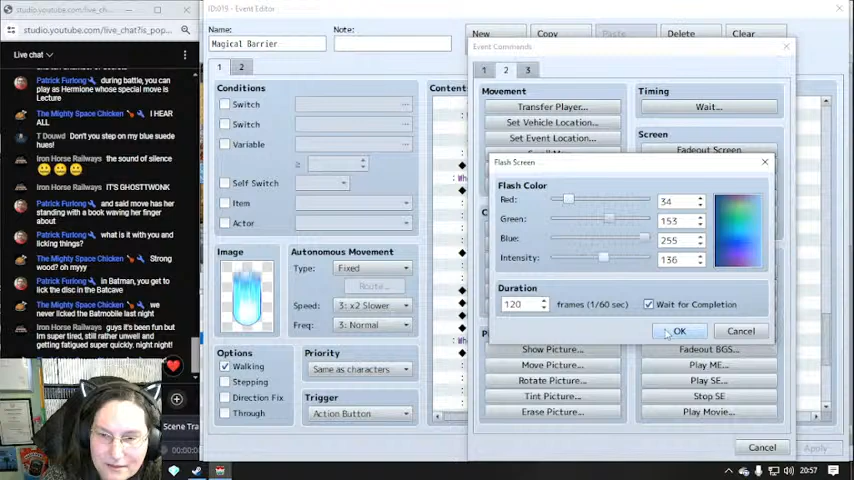 studio.youtube.com/live_chat?is_pop...
studio.youtube.com/live_chat?is_p...
Live chat
Patrick Furlong during battle, you can
play as Hermione whose special move is
Lecture
The Mighty Space Chicken I HEAR
ALL
T Douwd Don't you step on my blue suede
hues!
Iron Horse Railways the sound of silence
Iron Horse Railways IT'S GHOSTTWONK
Patrick Furlong and said move has her
standing with a book waving her finger
about
Patrick Furlong what is it with you and
licking things?
The Mighty Space Chicken Strong
wood? oh myyy
Patrick Furlong in Batman, you get to
lick the disc in the Batcave
The Mighty Space Chicken we
never licked the Batmobile last night
Iron Horse Railways guys it's been fun but
Im super tired, still rather unwell and
getting fatigued super quickly. night night!
Scene Tra
ID:019 - Event Editor
Name:
Magical Barrier
Note:
New
Copy
Paste
Delete
Clear
1
2
Conditions
Switch
Switch
Variable
≥
Self Switch
Item
Actor
Image
Autonomous Movement
Type:
Fixed
Route...
Speed:
3: x2 Slower
Freq:
3: Normal
Options
Walking
Stepping
Direction Fix
Through
Priority
Same as characters
Trigger
Action Button
Event Commands
1
2
3
Movement
Transfer Player...
Set Vehicle Location...
Set Event Location...
Timing
Wait...
Screen
Fadeout Screen
Flash Screen
Flash Color
Red:
34
Green:
153
Blue:
255
Intensity:
136
Duration
120
frames (1/60 sec)
Wait for Completion
OK
Cancel
Show Picture...
Move Picture...
Rotate Picture...
Tint Picture...
Erase Picture...
Fadeout BGS...
Play ME...
Play SE...
Stop SE
Play Movie...
Cancel
Apply
20:57